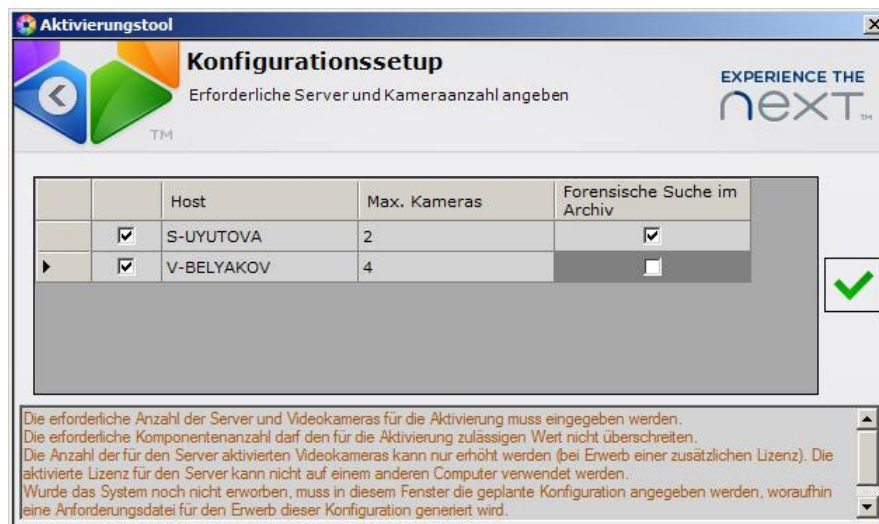 Aktivierungstool
Konfigurationssetup
Erforderliche Server und Kameraanzahl angeben
EXPERIENCE THE
next™
TM
Host Max. Kameras Forensische Suche im Archiv
S-UYUTOVA 2
V-BELYAKOV 4
Die erforderliche Anzahl der Server und Videokameras für die Aktivierung muss eingegeben werden.
Die erforderliche Komponentenanzahl darf den für die Aktivierung zulässigen Wert nicht überschreiten.
Die Anzahl der für den Server aktivierten Videokameras kann nur erhöht werden (bei Erwerb einer zusätzlichen Lizenz). Die
aktivierte Lizenz für den Server kann nicht auf einem anderen Computer verwendet werden.
Wurde das System noch nicht erworben, muss in diesem Fenster die geplante Konfiguration angegeben werden, woraufhin
eine Anforderungsdatei für den Erwerb dieser Konfiguration generiert wird.